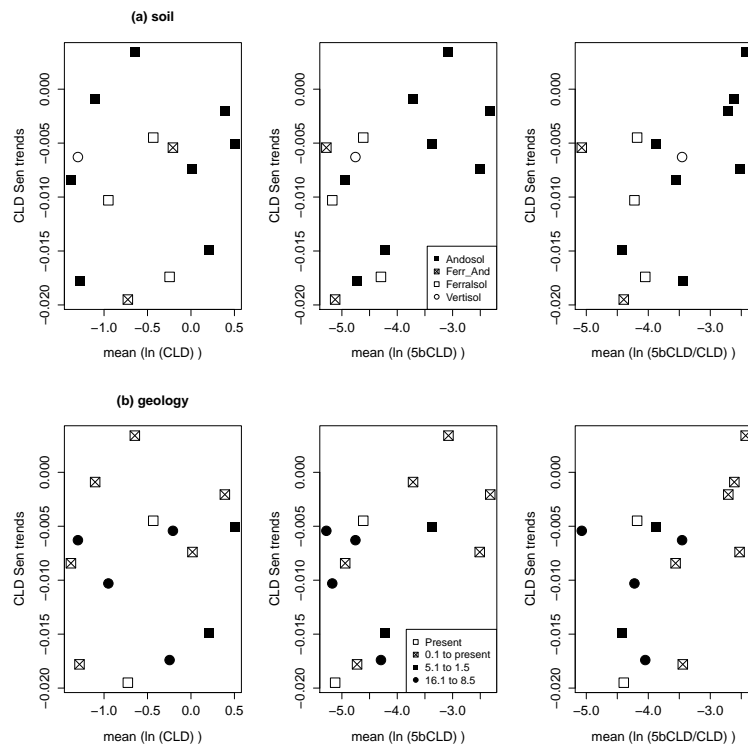 (a) soil
CLD Sen trends
0.000
−0.005
−0.010
−0.015
−0.020
−1.0 −0.5 0.0 0.5
mean (ln (CLD) )
CLD Sen trends
0.000
−0.005
−0.010
−0.015
−0.020
Andosol
Ferr_And
Ferralsol
Vertisol
−5.0 −4.0 −3.0
mean (ln (5bCLD) )
CLD Sen trends
0.000
−0.005
−0.010
−0.015
−0.020
−5.0 −4.0 −3.0
mean (ln (5bCLD/CLD) )
(b) geology
CLD Sen trends
0.000
−0.005
−0.010
−0.015
−0.020
−1.0 −0.5 0.0 0.5
mean (ln (CLD) )
CLD Sen trends
0.000
−0.005
−0.010
−0.015
−0.020
Present
0.1 to present
5.1 to 1.5
16.1 to 8.5
−5.0 −4.0 −3.0
mean (ln (5bCLD) )
CLD Sen trends
0.000
−0.005
−0.010
−0.015
−0.020
−5.0 −4.0 −3.0
mean (ln (5bCLD/CLD) )